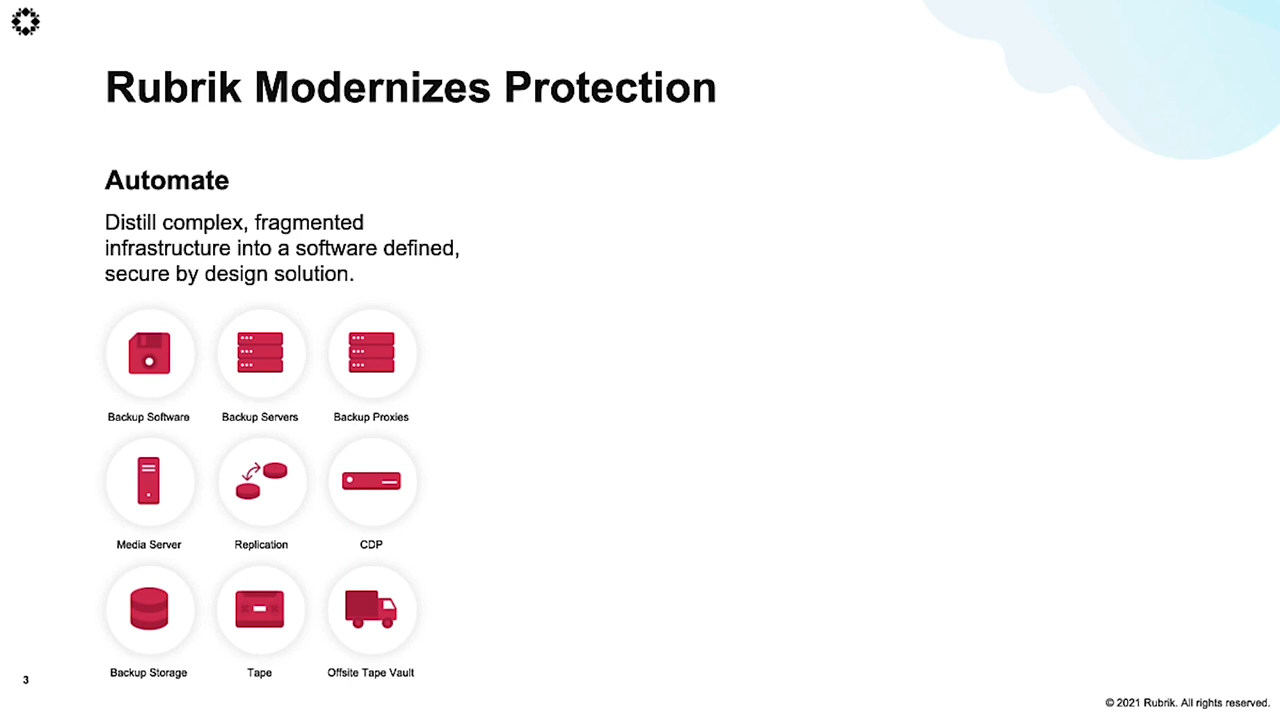 Rubrik Modernizes Protection
Automate
Distill complex, fragmented
infrastructure into a software defined,
secure by design solution.
Backup Software
Backup Servers
Backup Proxies
Media Server
Replication
CDP
Backup Storage
Tape
Offsite Tape Vault
3
© 2021 Rubrik. All rights reserved.